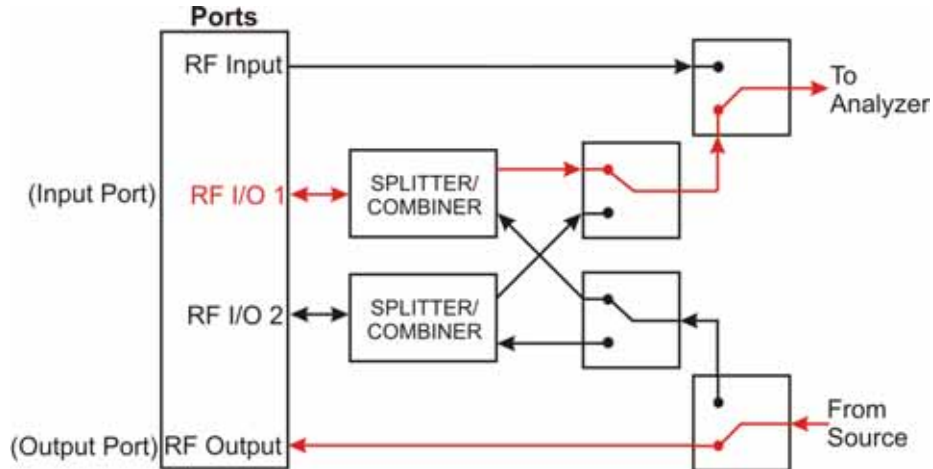 Ports
RF Input
To
Analyzer
(Input Port)
RF I/O 1
SPLITTER/
COMBINER
RF I/O 2
SPLITTER/
COMBINER
From
Source
(Output Port)
RF Output